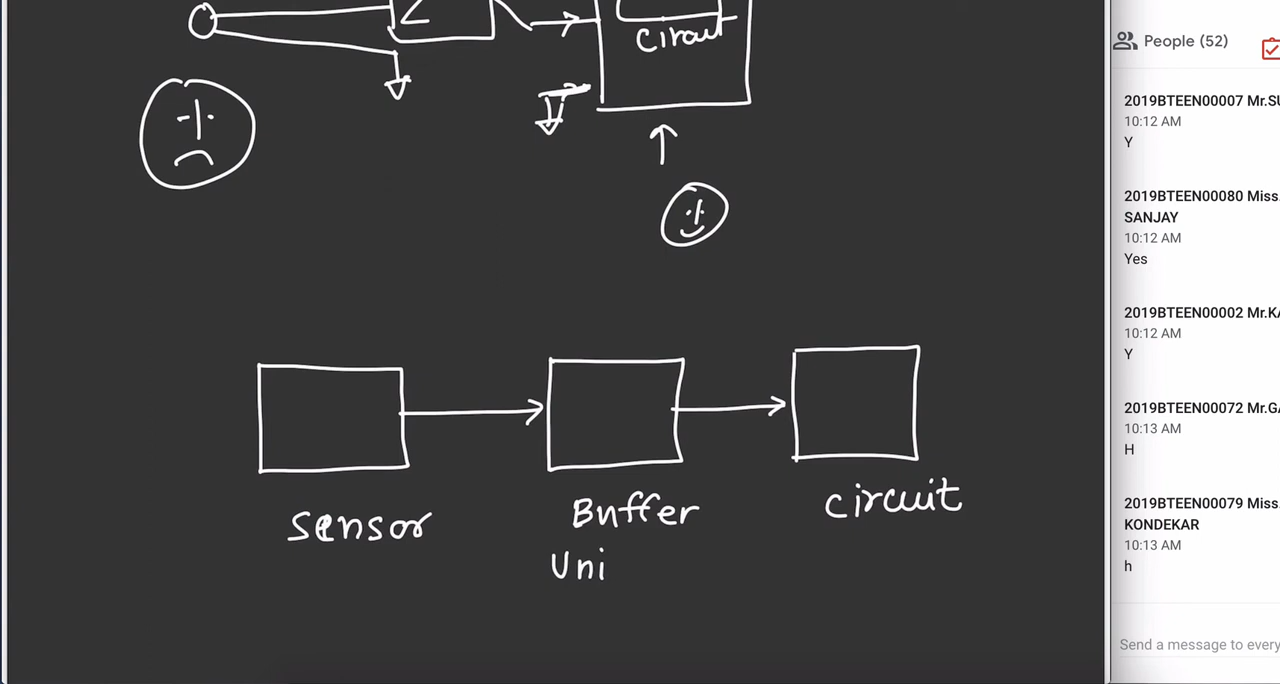 circuit
sensor
Buffer
Uni
circuit
People (52)
2019BTEEN00007 Mr.SU
10:12 AM
Y
2019BTEEN00080 Miss.
SANJAY
10:12 AM
Yes
2019BTEEN00002 Mr.KA
10:12 AM
Y
2019BTEEN00072 Mr.GA
10:13 AM
H
2019BTEEN00079 Miss.
KONDEKAR
10:13 AM
h
Send a message to every